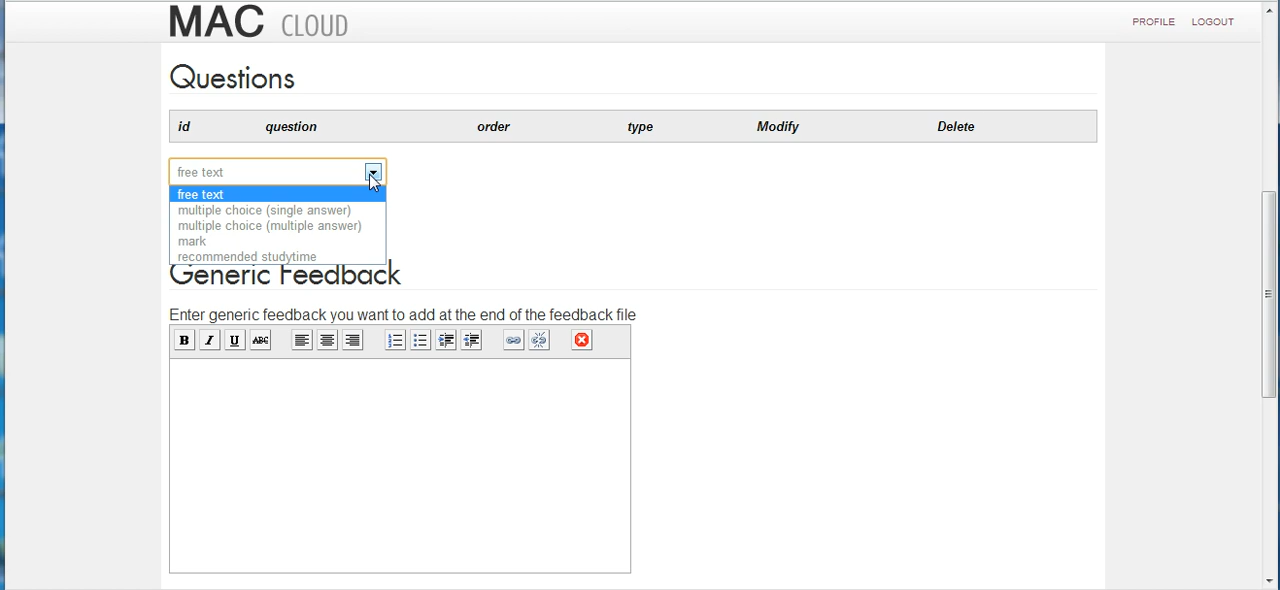 MAC CLOUD
PROFILE LOGOUT
Questions
id question order type Modify Delete
free text
free text
multiple choice (single answer)
multiple choice (multiple answer)
mark
recommended studytime
Generic Feedback
Enter generic feedback you want to add at the end of the feedback file
B I U ABC